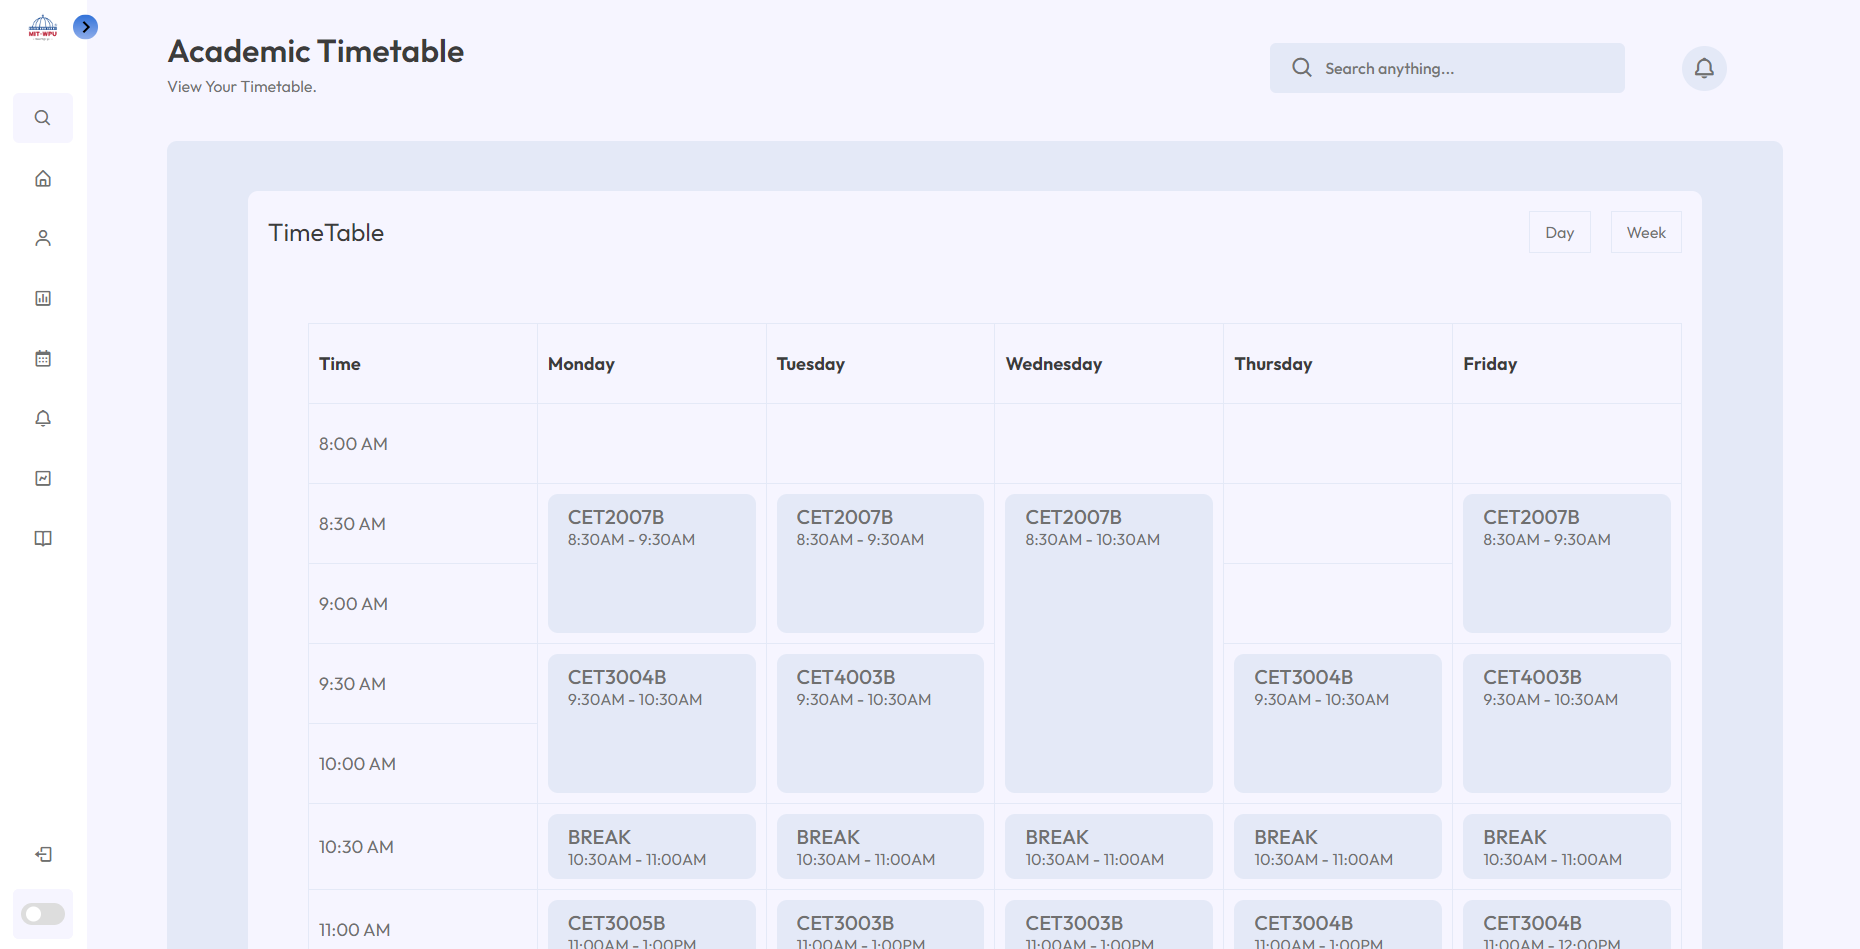 MIT-WPU
Academic Timetable
View Your Timetable.
Search anything...
TimeTable
Day
Week
Time Monday Tuesday Wednesday Thursday Friday
8:00 AM
8:30 AM
CET2007B
8:30AM - 9:30AM
CET2007B
8:30AM - 9:30AM
CET2007B
8:30AM - 10:30AM
CET2007B
8:30AM - 9:30AM
9:00 AM
9:30 AM
CET3004B
9:30AM - 10:30AM
CET4003B
9:30AM - 10:30AM
CET3004B
9:30AM - 10:30AM
CET4003B
9:30AM - 10:30AM
10:00 AM
10:30 AM
BREAK
10:30AM - 11:00AM
BREAK
10:30AM - 11:00AM
BREAK
10:30AM - 11:00AM
BREAK
10:30AM - 11:00AM
BREAK
10:30AM - 11:00AM
11:00 AM
CET3005B
11:00AM - 1:00PM
CET3003B
11:00AM - 1:00PM
CET3003B
11:00AM - 1:00PM
CET3004B
11:00AM - 1:00PM
CET3004B
11:00AM - 12:00PM